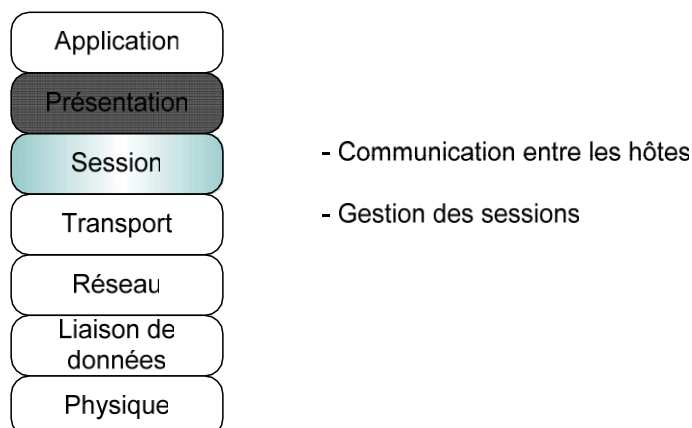 Application
Présentation
Session
- Communication entre les hôtes
- Gestion des sessions
Transport
Réseau
Liaison de
données
Physique